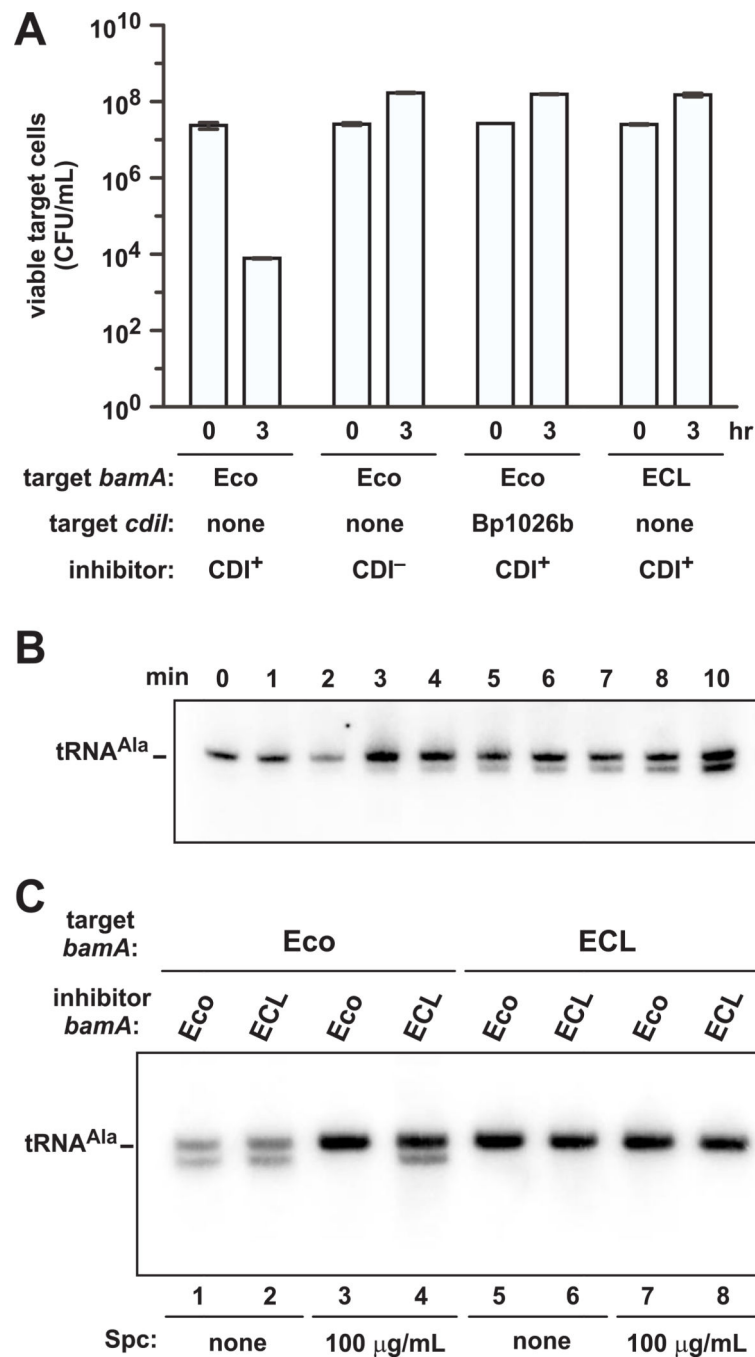 A
10^10
10^8
10^6
10^4
10^2
10^0
viable target cells
(CFU/mL)
0 3 0 3 0 3 0 3 hr
target bamA: Eco Eco Eco ECL
target cdiI: none none Bp1026b none
inhibitor: CDI+ CDI– CDI+ CDI+
B
min 0 1 2 3 4 5 6 7 8 10
tRNA^Ala
C
target
bamA: Eco ECL
inhibitor
bamA: Eco ECL Eco ECL Eco ECL Eco ECL
tRNA^Ala
1 2 3 4 5 6 7 8
Spc: none 100 µg/mL none 100 µg/mL